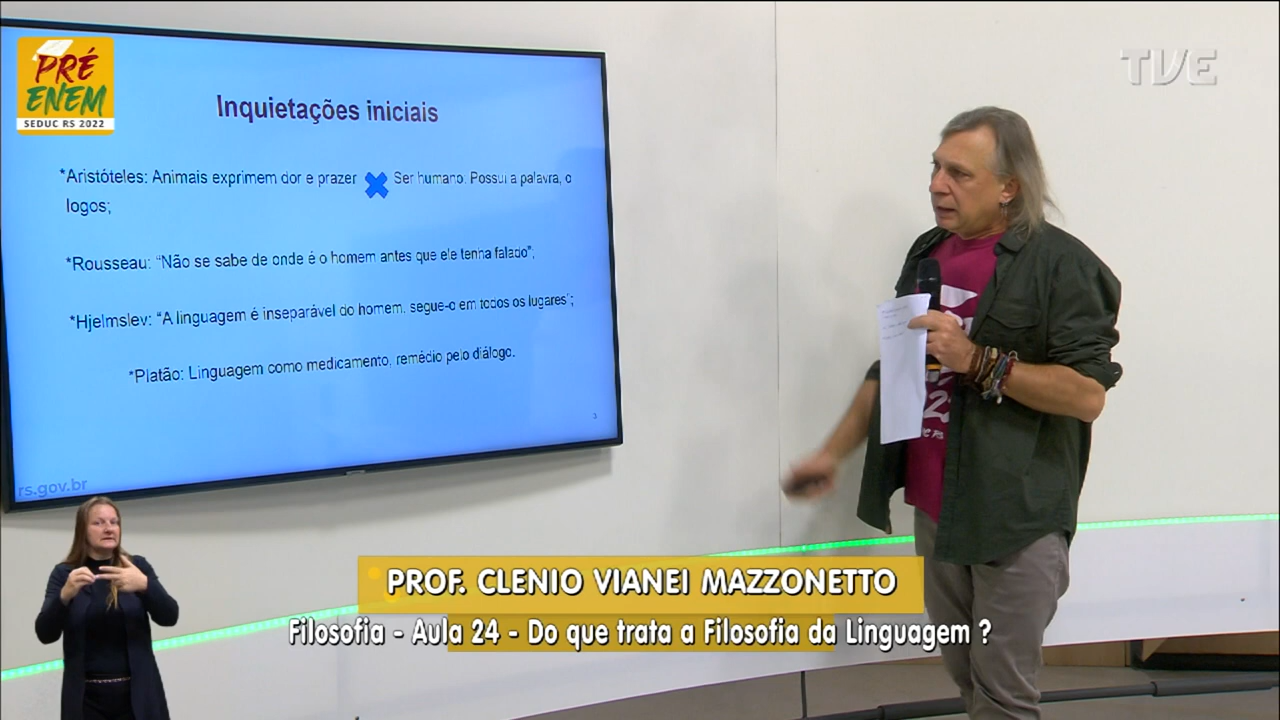 PRÉ
ENEM
SEDUC RS 2022
TVE
Inquietações iniciais
*Aristóteles: Animais exprimem dor e prazer Ser humano: Possui a palavra, o
logos;
*Rousseau: “Não se sabe de onde é o homem antes que ele tenha falado”;
*Hjelmslev: “A linguagem é inseparável do homem, segue-o em todos os lugares”;
*Platão: Linguagem como medicamento, remédio pelo diálogo.
3
rs.gov.br
PROF. CLENIO VIANEI MAZZONETTO
Filosofia - Aula 24 - Do que trata a Filosofia da Linguagem ?